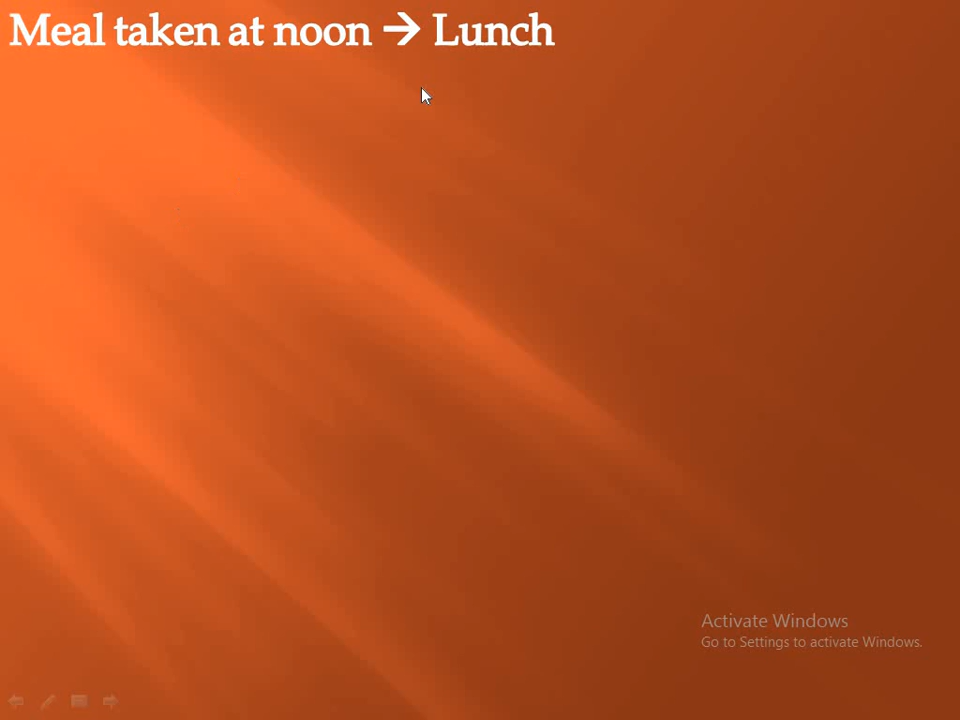 Meal taken at noon → Lunch
Activate Windows
Go to Settings to activate Windows.